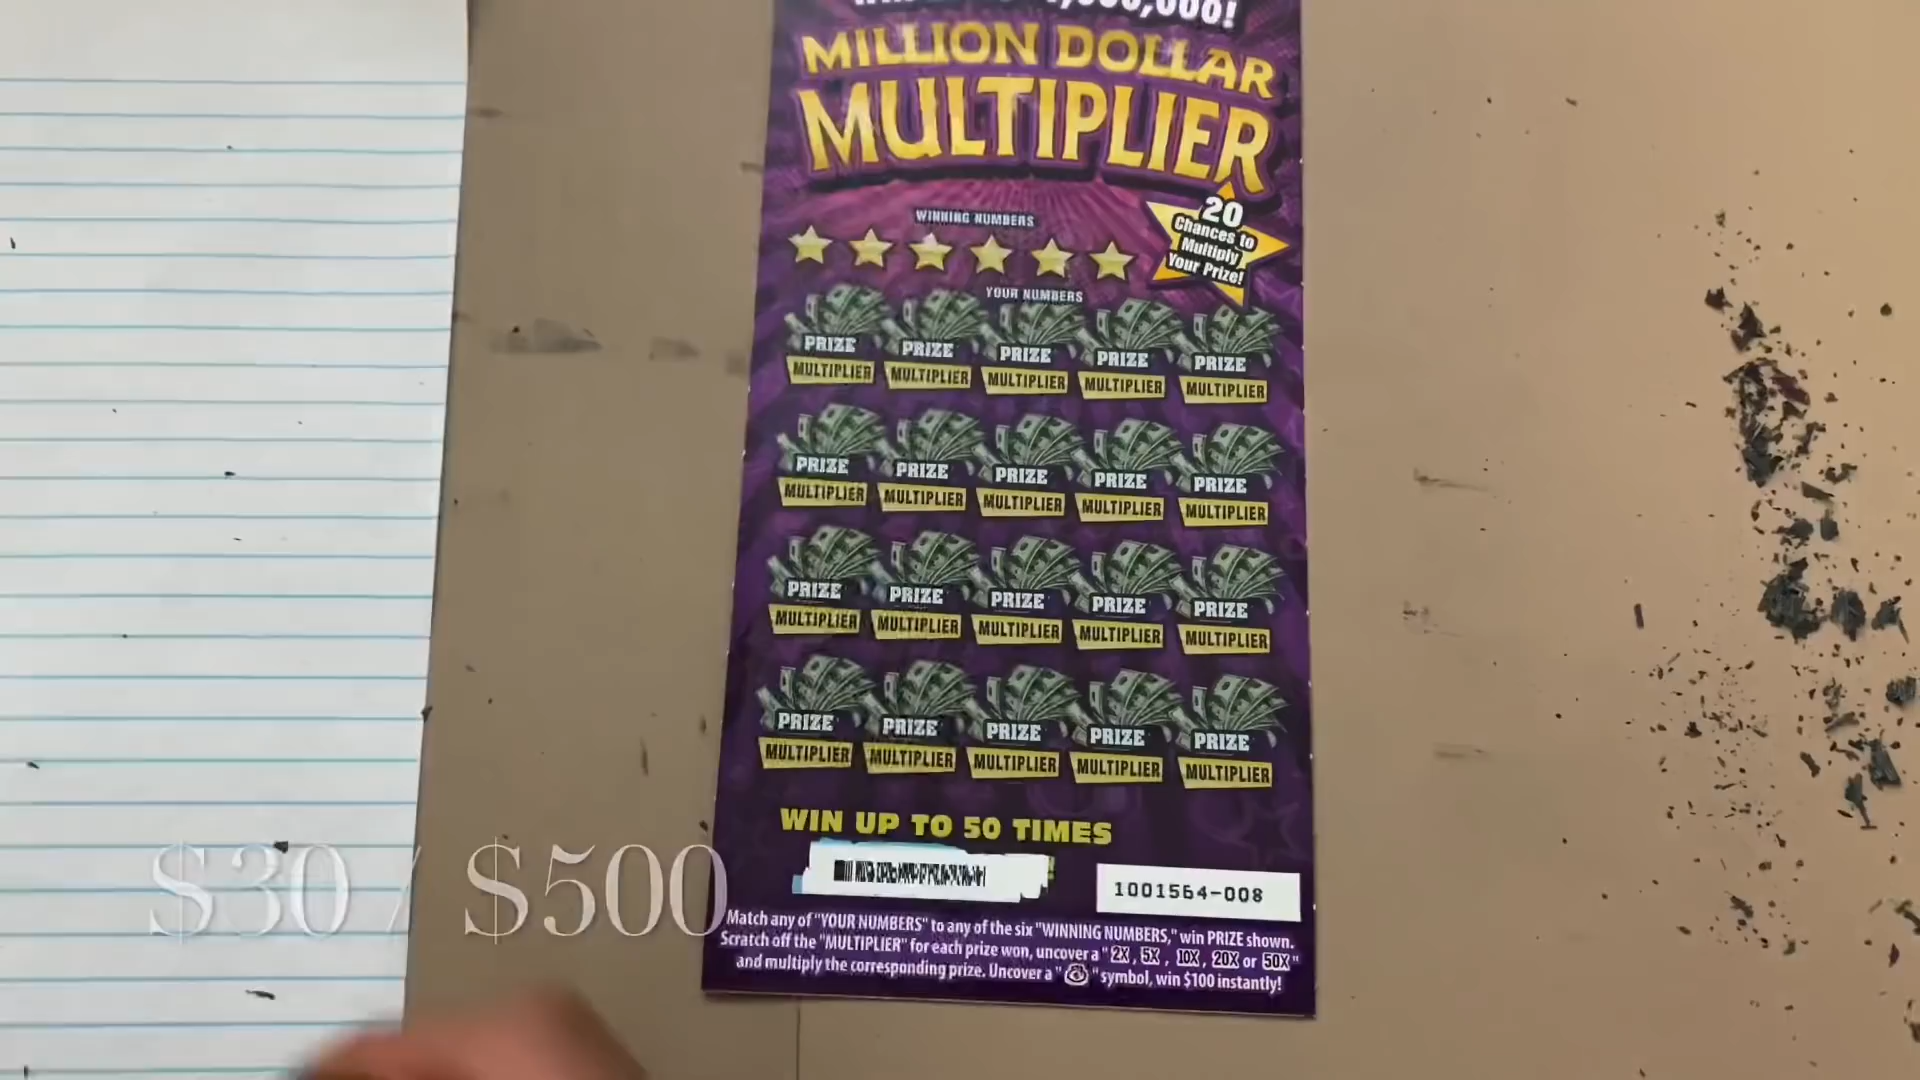 MILLION DOLLAR
MULTIPLIER
20
Chances to
Multiply
Your Prize!
WINNING NUMBERS
YOUR NUMBERS
PRIZE PRIZE PRIZE PRIZE PRIZE
MULTIPLIER MULTIPLIER MULTIPLIER MULTIPLIER MULTIPLIER
PRIZE PRIZE PRIZE PRIZE PRIZE
MULTIPLIER MULTIPLIER MULTIPLIER MULTIPLIER MULTIPLIER
PRIZE PRIZE PRIZE PRIZE PRIZE
MULTIPLIER MULTIPLIER MULTIPLIER MULTIPLIER MULTIPLIER
PRIZE PRIZE PRIZE PRIZE PRIZE
MULTIPLIER MULTIPLIER MULTIPLIER MULTIPLIER MULTIPLIER
WIN UP TO 50 TIMES
1001564-008
$30 / $500
Match any of "YOUR NUMBERS" to any of the six "WINNING NUMBERS," win PRIZE shown.
Scratch off the "MULTIPLIER" for each prize won, uncover a "2X, 5X, 10X, 20X or 50X"
and multiply the corresponding prize. Uncover a " " symbol, win $100 instantly!